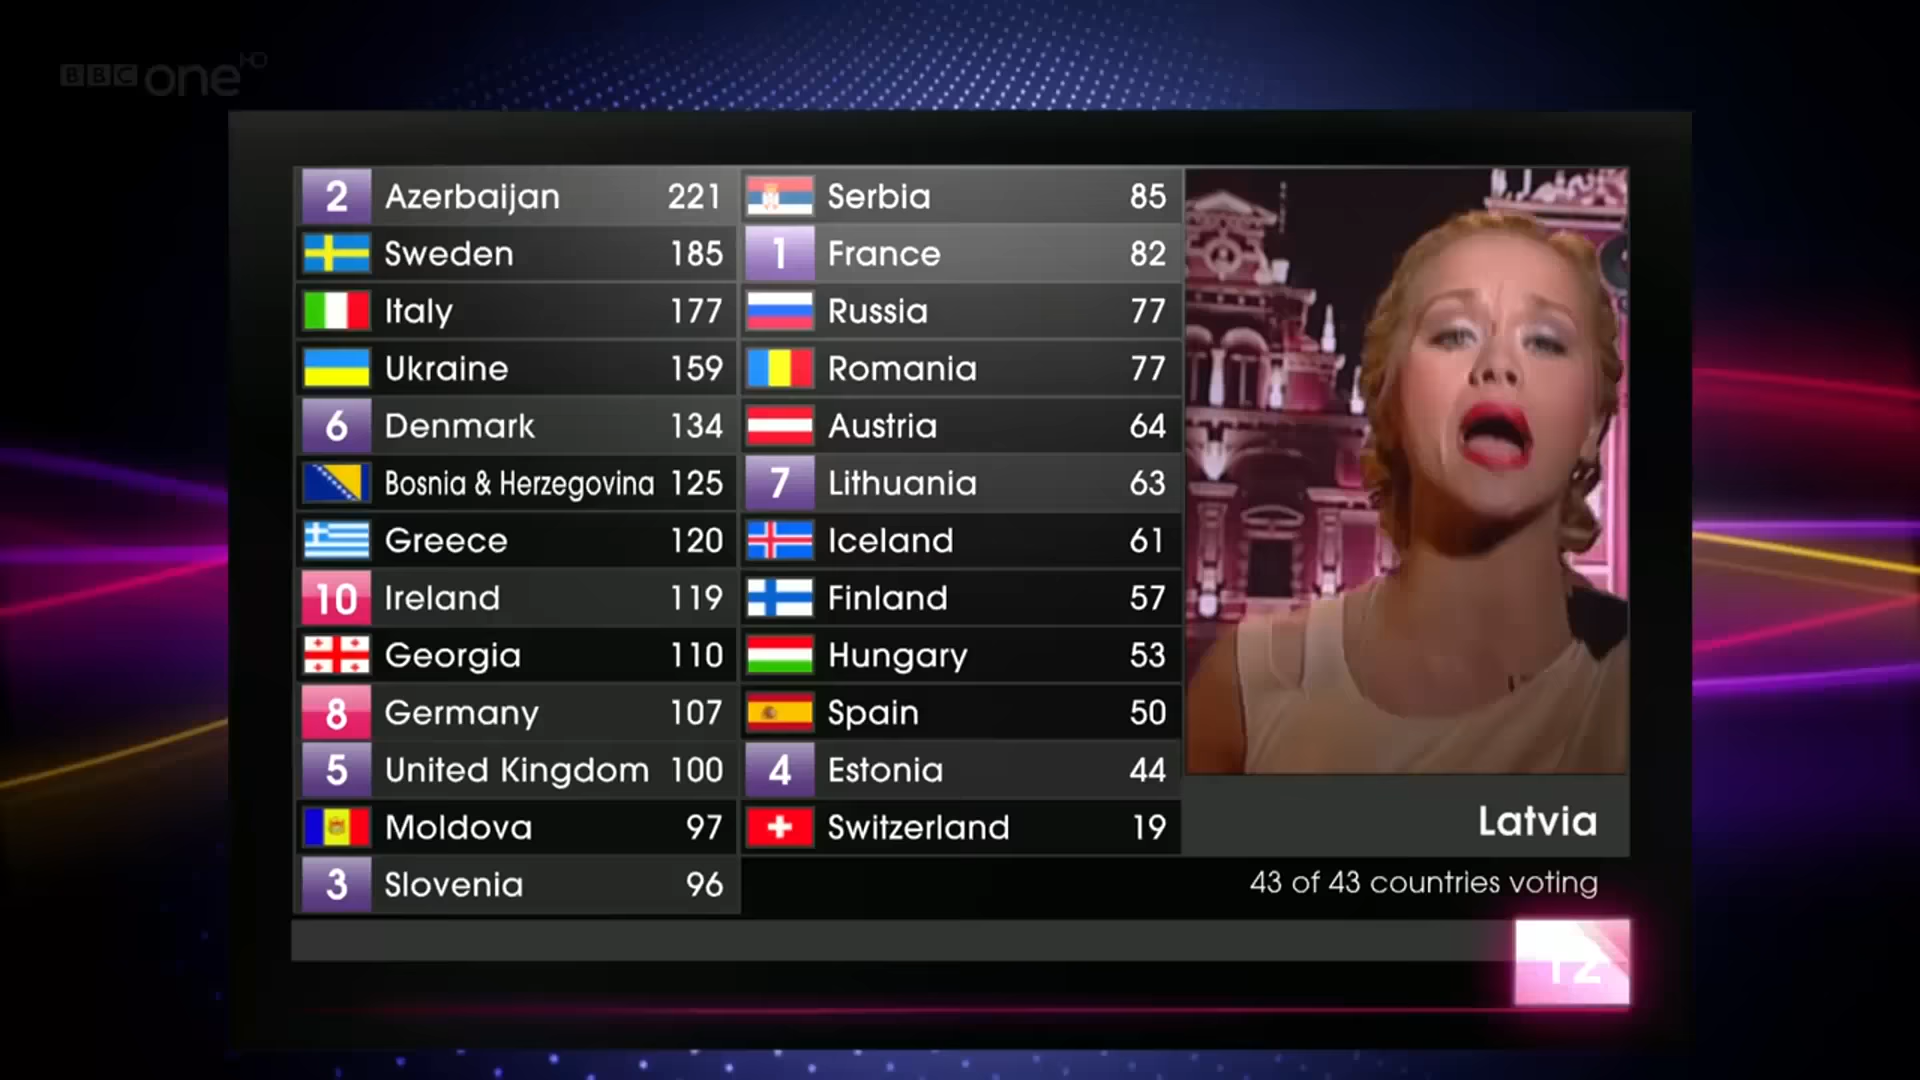 BBC one HD
2 Azerbaijan 221
Sweden 185
Italy 177
Ukraine 159
6 Denmark 134
Bosnia & Herzegovina 125
Greece 120
10 Ireland 119
Georgia 110
8 Germany 107
5 United Kingdom 100
Moldova 97
3 Slovenia 96
Serbia 85
1 France 82
Russia 77
Romania 77
Austria 64
7 Lithuania 63
Iceland 61
Finland 57
Hungary 53
Spain 50
4 Estonia 44
Switzerland 19
Latvia
43 of 43 countries voting
12